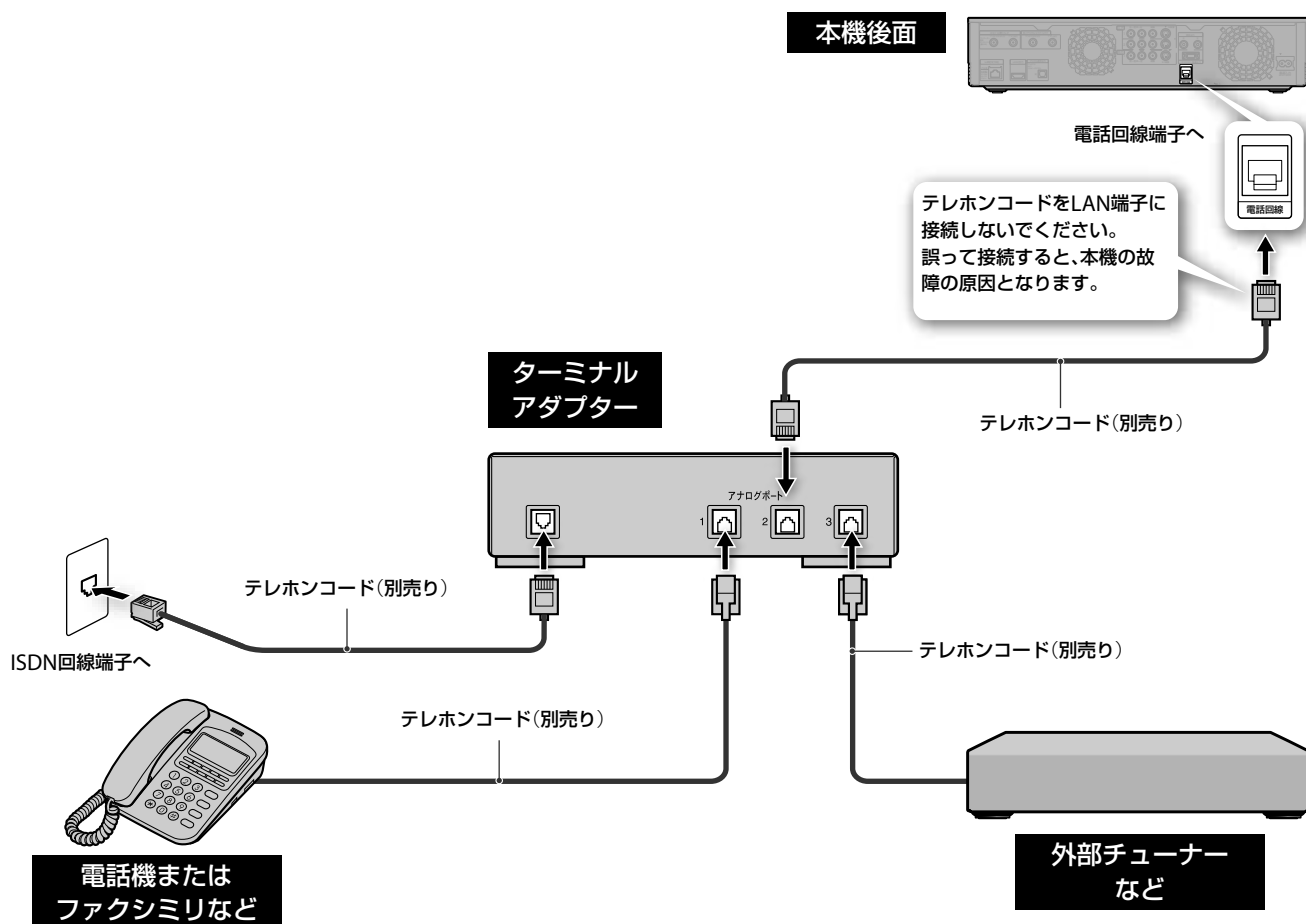 本機後面
電話回線端子へ
電話回線
テレホンコードをLAN端子に
接続しないでください。
誤って接続すると、本機の故
障の原因となります。
ターミナル
アダプター
テレホンコード（別売り）
アナログポート
1
2
3
テレホンコード（別売り）
ISDN回線端子へ
テレホンコード（別売り）
テレホンコード（別売り）
電話機または
ファクシミリなど
外部チューナー
など